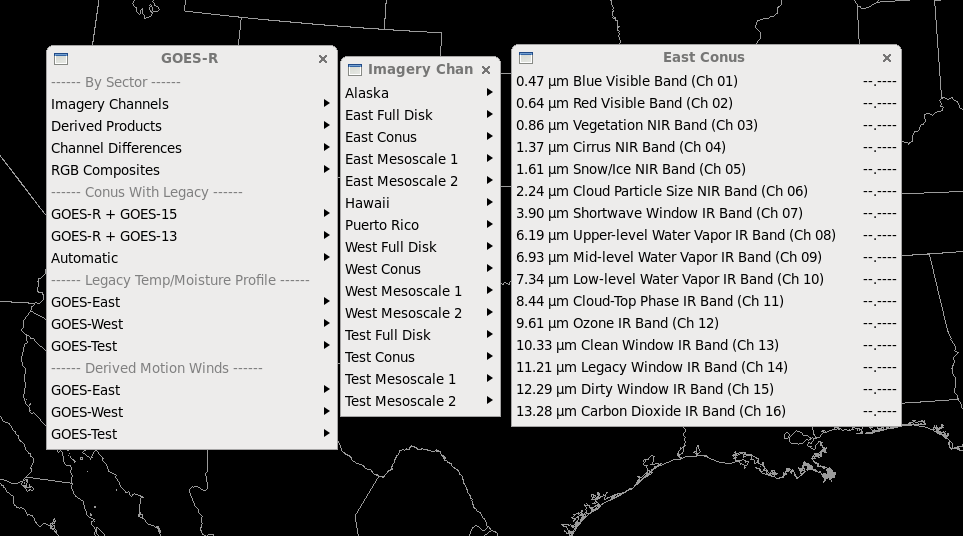 GOES-R
------ By Sector ------
Imagery Channels
Derived Products
Channel Differences
RGB Composites
------ Conus With Legacy ------
GOES-R + GOES-15
GOES-R + GOES-13
Automatic
------ Legacy Temp/Moisture Profile ------
GOES-East
GOES-West
GOES-Test
------ Derived Motion Winds ------
GOES-East
GOES-West
GOES-Test
Imagery Chan
Alaska
East Full Disk
East Conus
East Mesoscale 1
East Mesoscale 2
Hawaii
Puerto Rico
West Full Disk
West Conus
West Mesoscale 1
West Mesoscale 2
Test Full Disk
Test Conus
Test Mesoscale 1
Test Mesoscale 2
East Conus
0.47 µm Blue Visible Band (Ch 01) --.----
0.64 µm Red Visible Band (Ch 02) --.----
0.86 µm Vegetation NIR Band (Ch 03) --.----
1.37 µm Cirrus NIR Band (Ch 04) --.----
1.61 µm Snow/Ice NIR Band (Ch 05) --.----
2.24 µm Cloud Particle Size NIR Band (Ch 06) --.----
3.90 µm Shortwave Window IR Band (Ch 07) --.----
6.19 µm Upper-level Water Vapor IR Band (Ch 08) --.----
6.93 µm Mid-level Water Vapor IR Band (Ch 09) --.----
7.34 µm Low-level Water Vapor IR Band (Ch 10) --.----
8.44 µm Cloud-Top Phase IR Band (Ch 11) --.----
9.61 µm Ozone IR Band (Ch 12) --.----
10.33 µm Clean Window IR Band (Ch 13) --.----
11.21 µm Legacy Window IR Band (Ch 14) --.----
12.29 µm Dirty Window IR Band (Ch 15) --.----
13.28 µm Carbon Dioxide IR Band (Ch 16) --.----